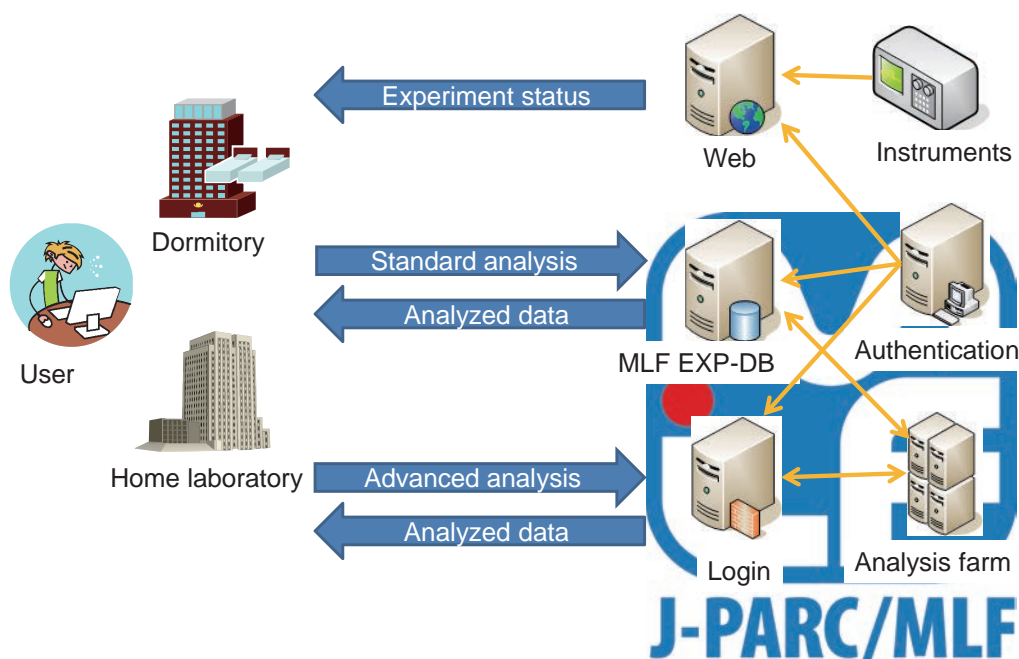 Experiment status
Web
Instruments
Dormitory
Standard analysis
Analyzed data
User
MLF EXP-DB
Authentication
Home laboratory
Advanced analysis
Analyzed data
Login
Analysis farm
J-PARC/MLF